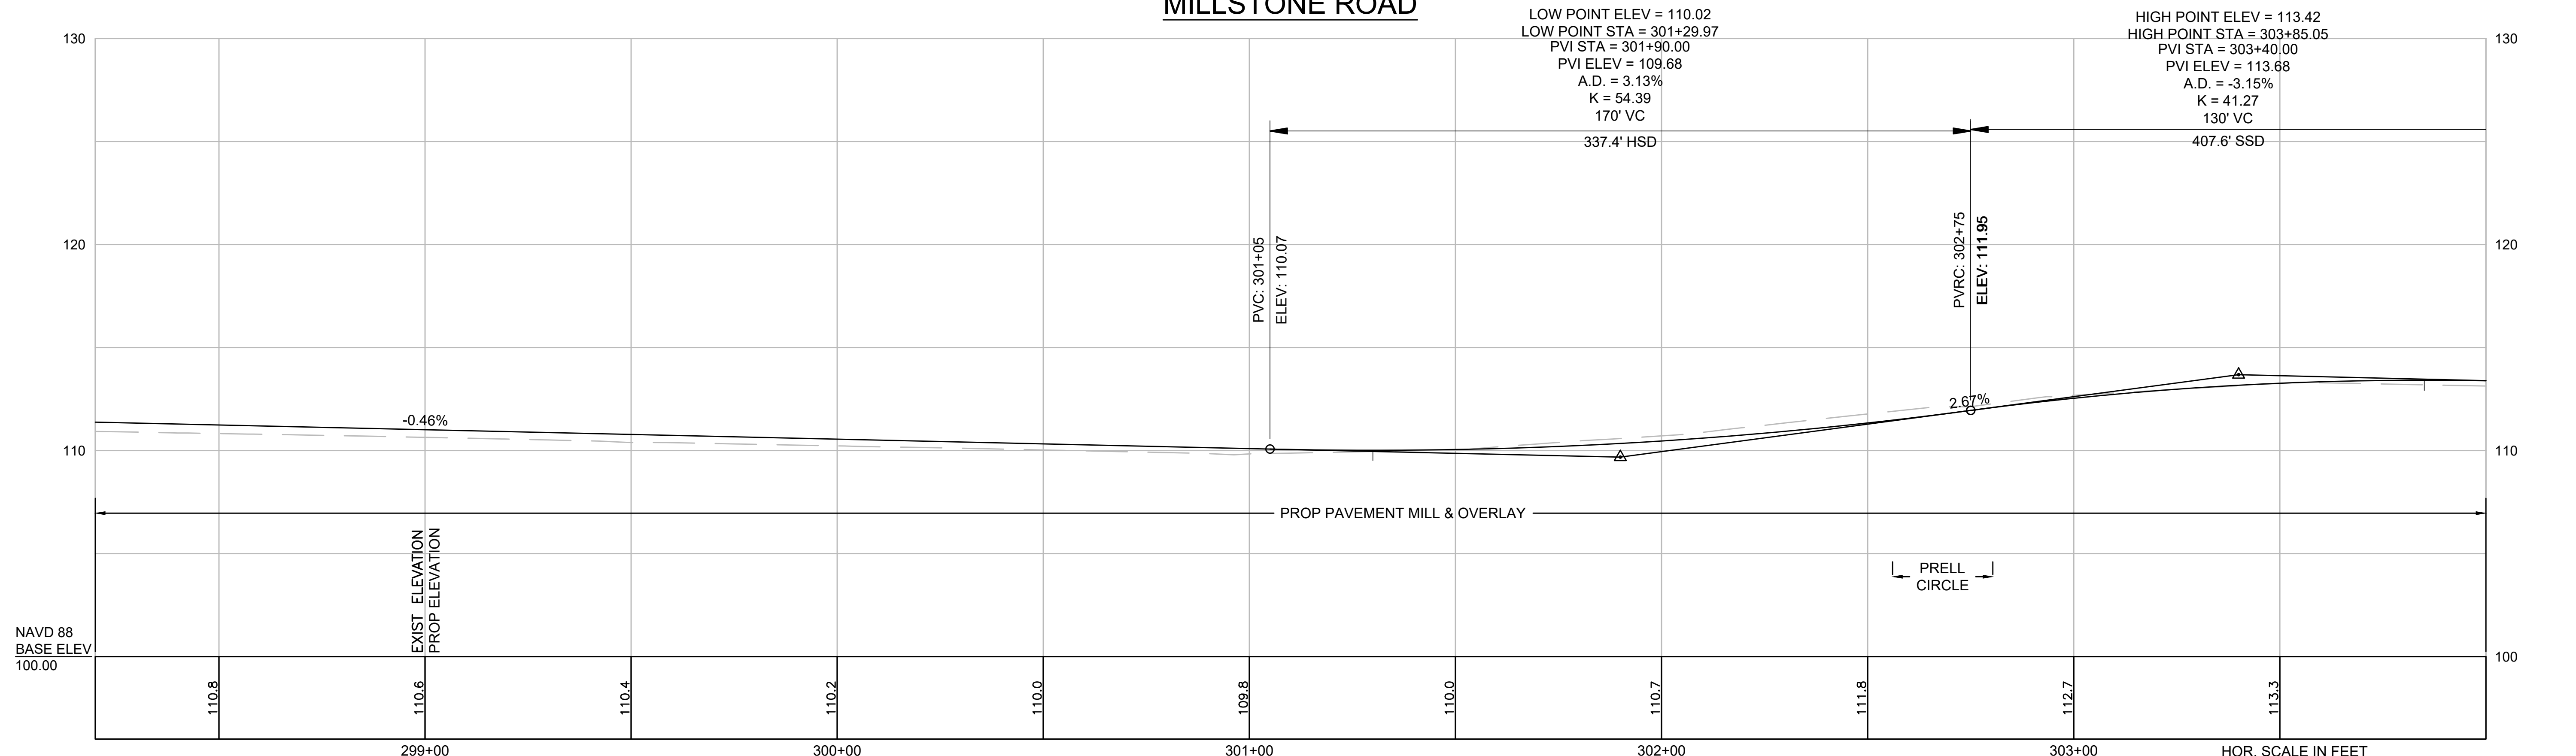 MILLSTONE ROAD
LOW POINT ELEV = 110.02
LOW POINT STA = 301+29.97
PVI STA = 301+90.00
PVI ELEV = 109.68
A.D. = 3.13%
K = 54.39
170' VC
337.4' HSD
HIGH POINT ELEV = 113.42
HIGH POINT STA = 303+85.05
PVI STA = 303+40.00
PVI ELEV = 113.68
A.D. = -3.15%
K = 41.27
130' VC
407.6' SSD
130
130
120
120
PVC: 301+05
ELEV: 110.07
PVRC: 302+75
ELEV: 111.95
-0.46%
2.67%
110
110
PROP PAVEMENT MILL & OVERLAY
EXIST ELEVATION
PROP ELEVATION
PRELL
CIRCLE
NAVD 88
BASE ELEV
100.00
100
110.8
110.6
110.4
110.2
110.0
109.8
110.0
110.7
111.8
112.7
113.3
299+00
300+00
301+00
302+00
303+00
HOR. SCALE IN FEET